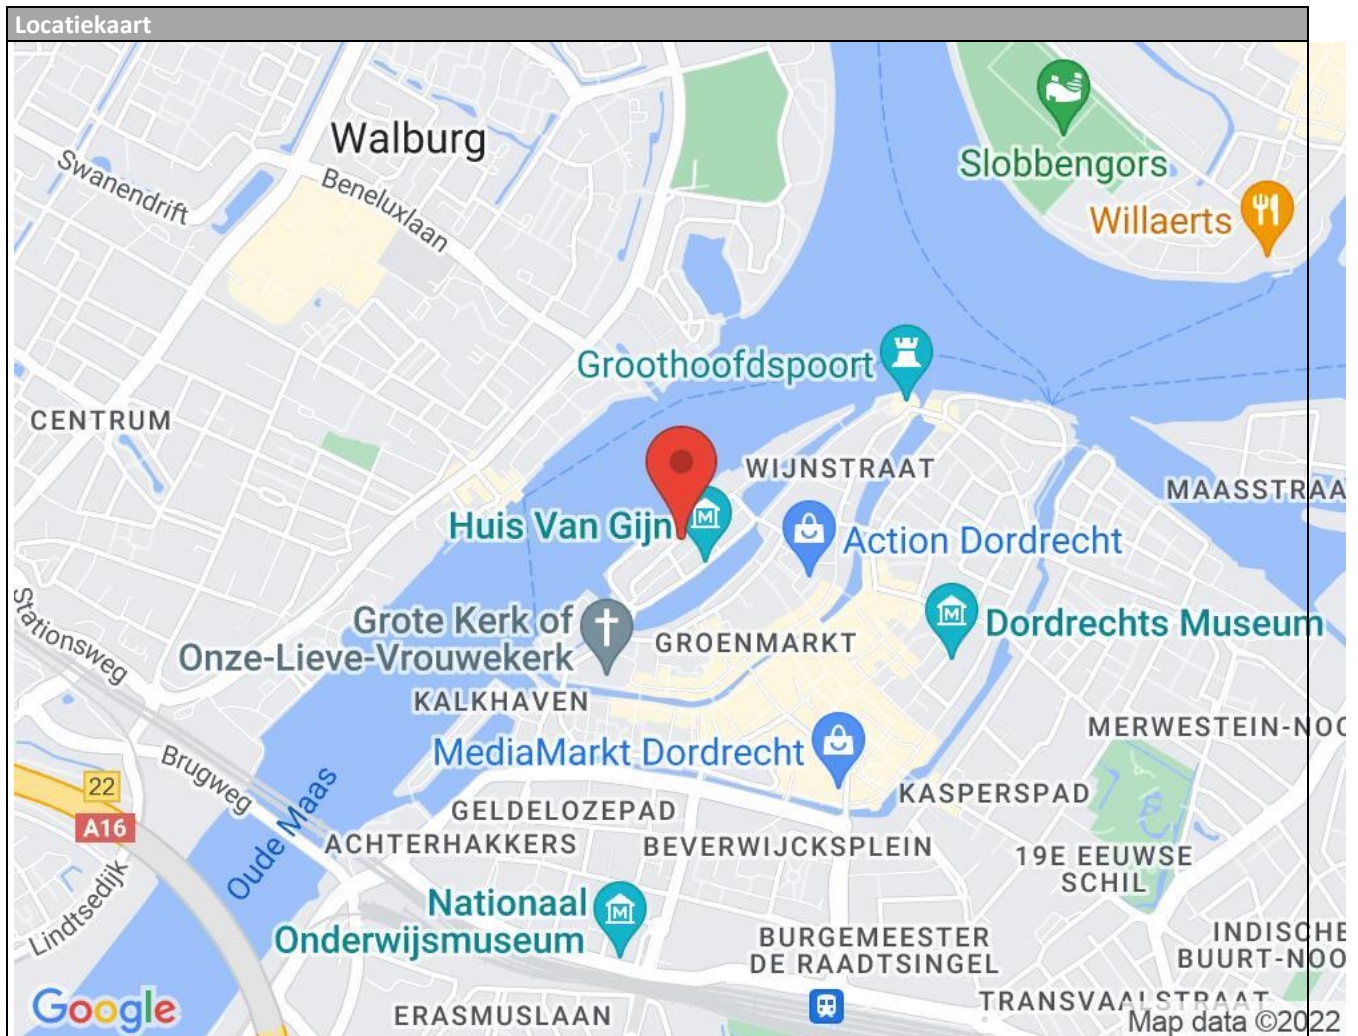 Locatiekaart
Walburg
Swanendrift
Beneluxlaan
Slobbengors
Willaerts
Groothoofdspoort
CENTRUM
WIJNSTRAAT
MAASSTRAA
Huis Van Gijn
Action Dordrecht
Stationsweg
Grote Kerk of
Onze-Lieve-Vrouwekerk
GROENMARKT
Dordrechts Museum
KALKHAVEN
MERWESTEIN-NOO
MediaMarkt Dordrecht
Brugweg
22
A16
Oude Maas
GELDELOZEPAD
KASPERSPAD
ACHTERHAKKERS
BEVERWIJCKSPLEIN
19E EEUWSE
SCHIL
Lindtsedijk
Nationaal
Onderwijsmuseum
BURGEMEESTER
DE RAADTSINGEL
INDISCHE
BUURT-NOO
Google
ERASMUSLAAN
TRANSVAALSTRAAT
Map data ©2022